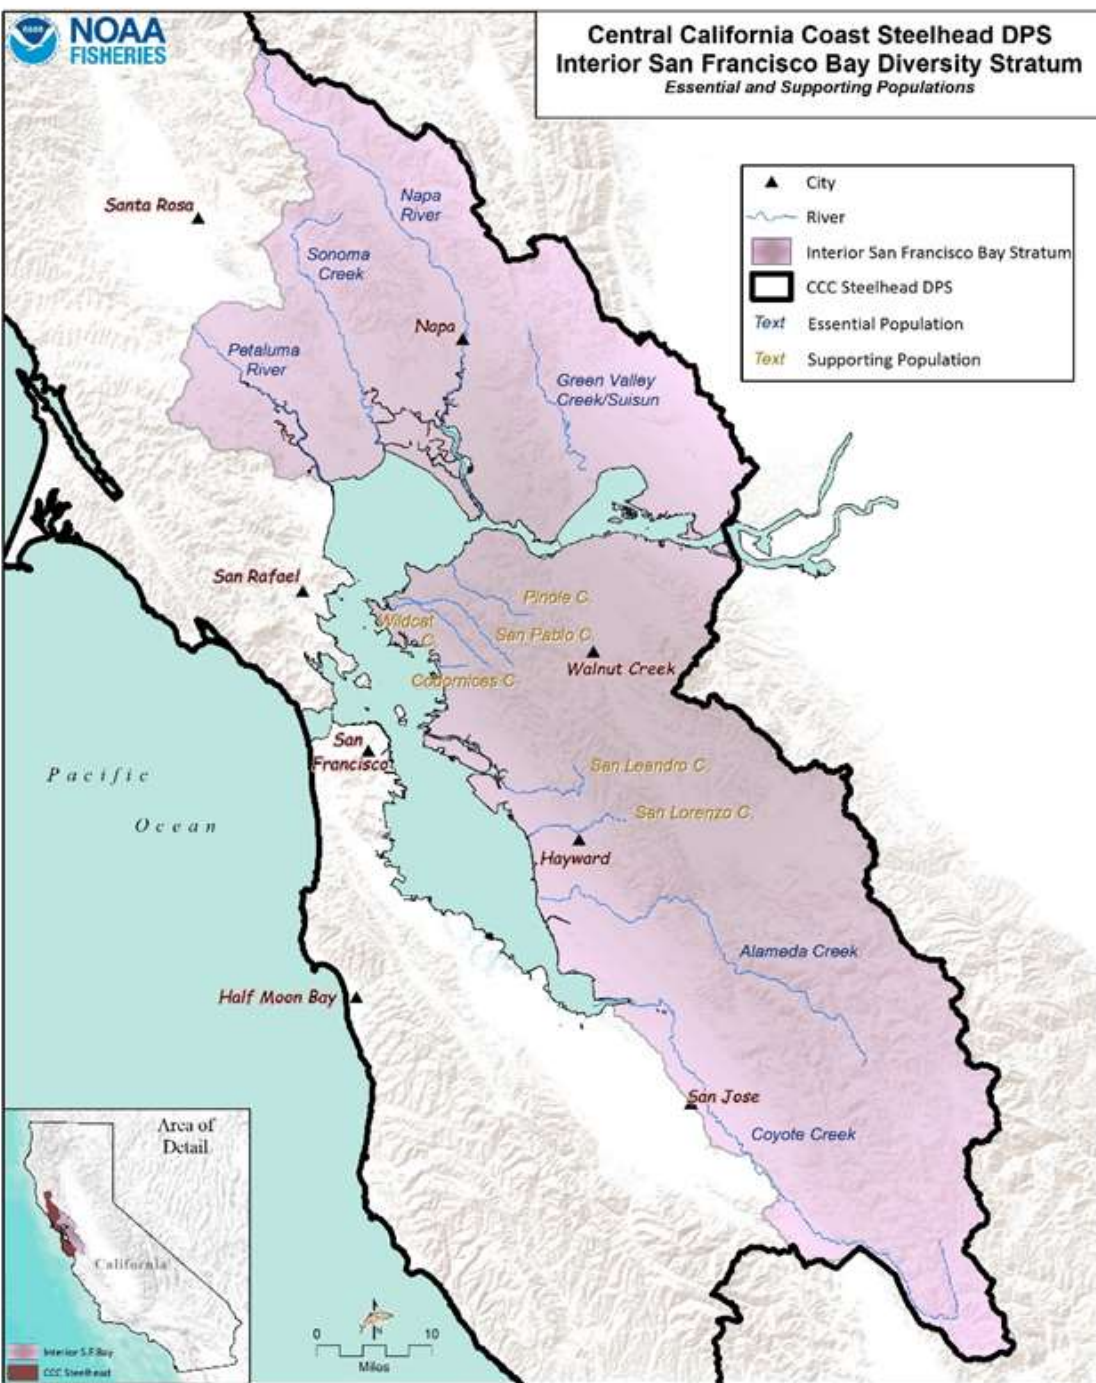 NOAA
FISHERIES
Central California Coast Steelhead DPS
Interior San Francisco Bay Diversity Stratum
Essential and Supporting Populations
City
River
Interior San Francisco Bay Stratum
CCC Steelhead DPS
Text Essential Population
Text Supporting Population
Santa Rosa
Napa
River
Sonoma
Creek
Napa
Petaluma
River
Green Valley
Creek/Suisun
San Rafael
Pinole C.
Wildcat
C.
San Pablo C.
Walnut Creek
Codornices C
San
Francisco
San Leandro C.
Pacific
Ocean
San Lorenzo C.
Hayward
Alameda Creek
Half Moon Bay
San Jose
Coyote Creek
Area of
Detail
California
Interior S.F.Bay
CCC Steelhead
N
0 10
Miles